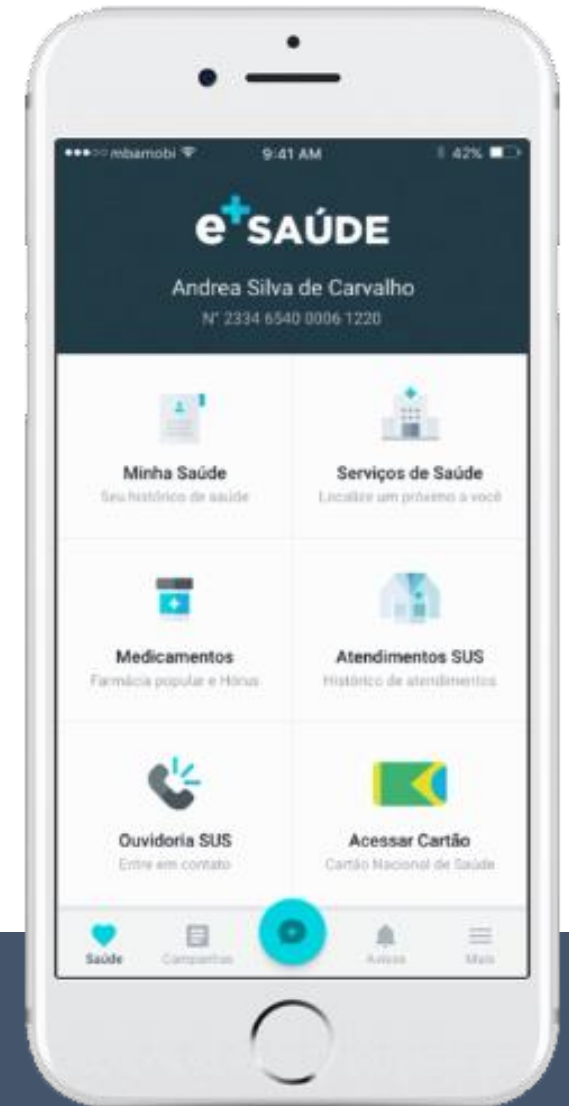 mbamobi
9:41 AM
42%
e+SAÚDE
Andrea Silva de Carvalho
N° 2334 6540 0006 1220
Minha Saúde
Seu histórico de saúde
Serviços de Saúde
Localize um próximo a você
Medicamentos
Farmácia popular e Hórus
Atendimentos SUS
Histórico de atendimentos
Ouvidoria SUS
Entre em contato
Acessar Cartão
Cartão Nacional de Saúde
Saúde
Campanhas
Avisos
Mais